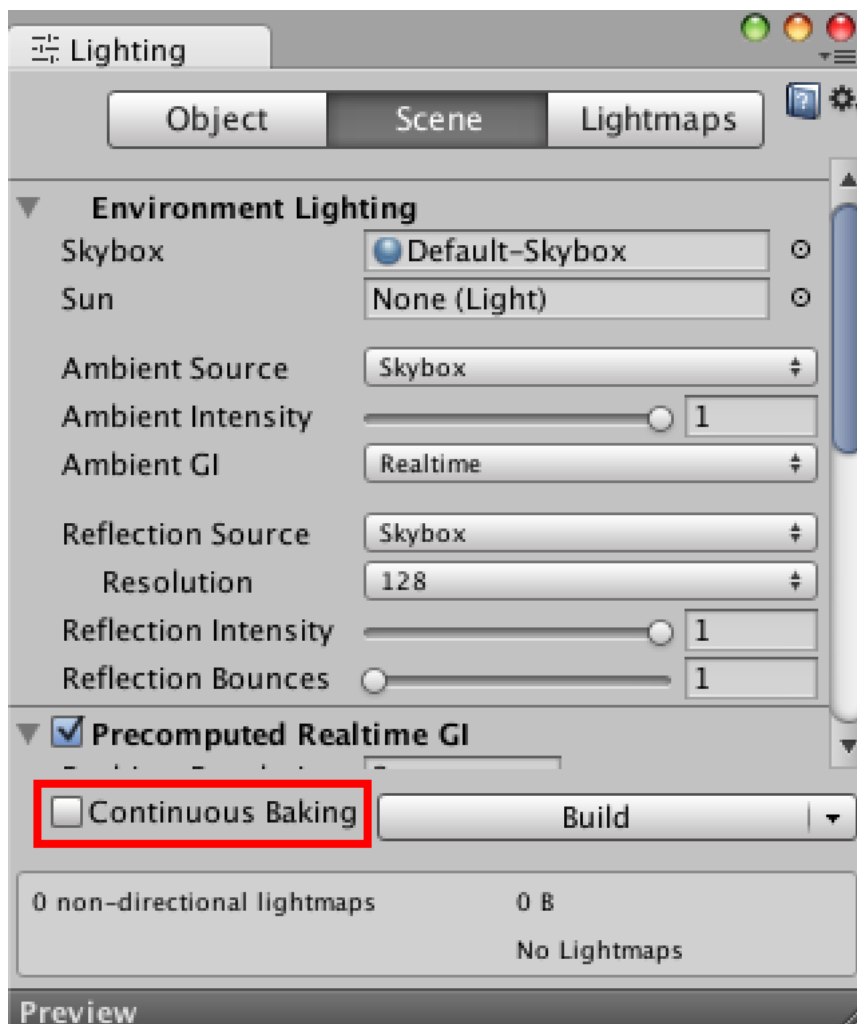 Lighting
Object Scene Lightmaps
Environment Lighting
Skybox Default-Skybox
Sun None (Light)
Ambient Source Skybox
Ambient Intensity 1
Ambient GI Realtime
Reflection Source Skybox
Resolution 128
Reflection Intensity 1
Reflection Bounces 1
Precomputed Realtime GI
Continuous Baking Build
0 non-directional lightmaps 0 B
No Lightmaps
Preview